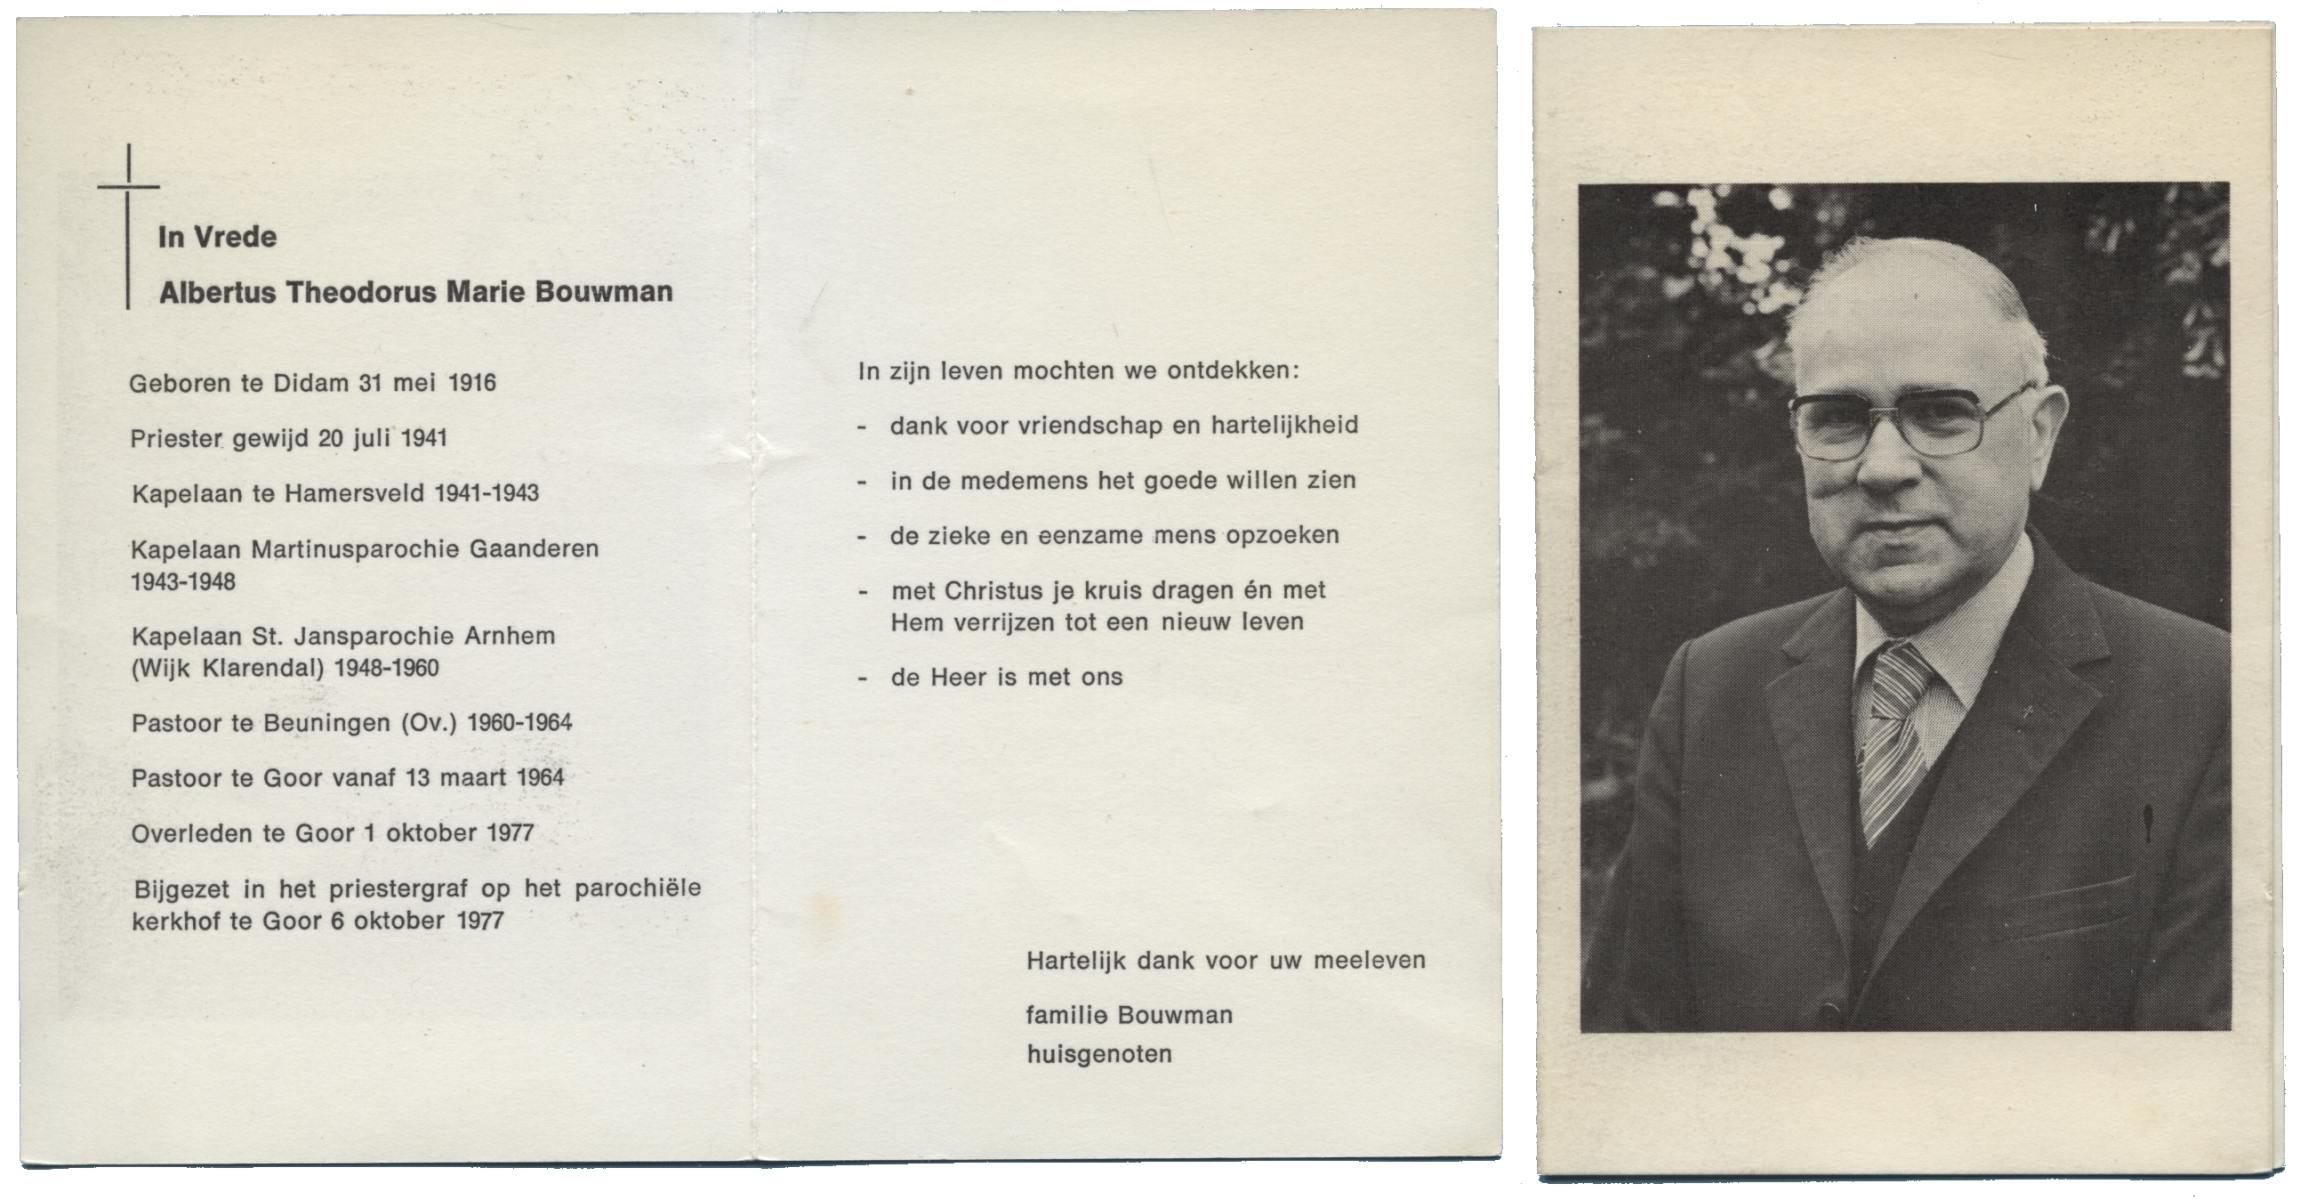 In Vrede
Albertus Theodorus Marie Bouwman
Geboren te Didam 31 mei 1916
Priester gewijd 20 juli 1941
Kapelaan te Hamersveld 1941-1943
Kapelaan Martinusparochie Gaanderen
1943-1948
Kapelaan St. Jansparochie Arnhem
(Wijk Klarendal) 1948-1960
Pastoor te Beuningen (Ov.) 1960-1964
Pastoor te Goor vanaf 13 maart 1964
Overleden te Goor 1 oktober 1977
Bijgezet in het priestergraf op het parochiële
kerkhof te Goor 6 oktober 1977
In zijn leven mochten we ontdekken:
- dank voor vriendschap en hartelijkheid
- in de medemens het goede willen zien
- de zieke en eenzame mens opzoeken
- met Christus je kruis dragen én met
Hem verrijzen tot een nieuw leven
- de Heer is met ons
Hartelijk dank voor uw meeleven
familie Bouwman
huisgenoten